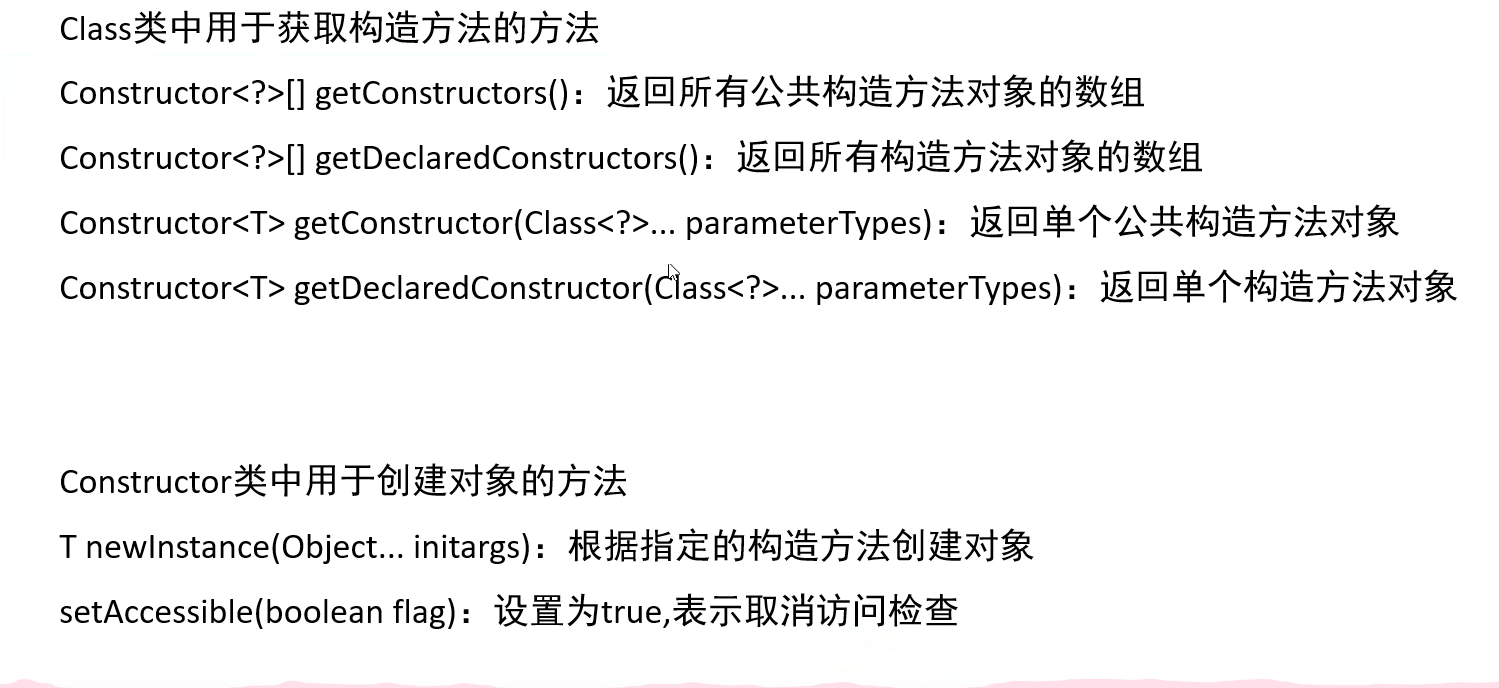 Class类中用于获取构造方法的方法
Constructor<?>[] getConstructors()：返回所有公共构造方法对象的数组
Constructor<?>[] getDeclaredConstructors()：返回所有构造方法对象的数组
Constructor<T> getConstructor(Class<?>... parameterTypes)：返回单个公共构造方法对象
Constructor<T> getDeclaredConstructor(Class<?>... parameterTypes)：返回单个构造方法对象
Constructor类中用于创建对象的方法
T newInstance(Object... initargs)：根据指定的构造方法创建对象
setAccessible(boolean flag)：设置为true,表示取消访问检查